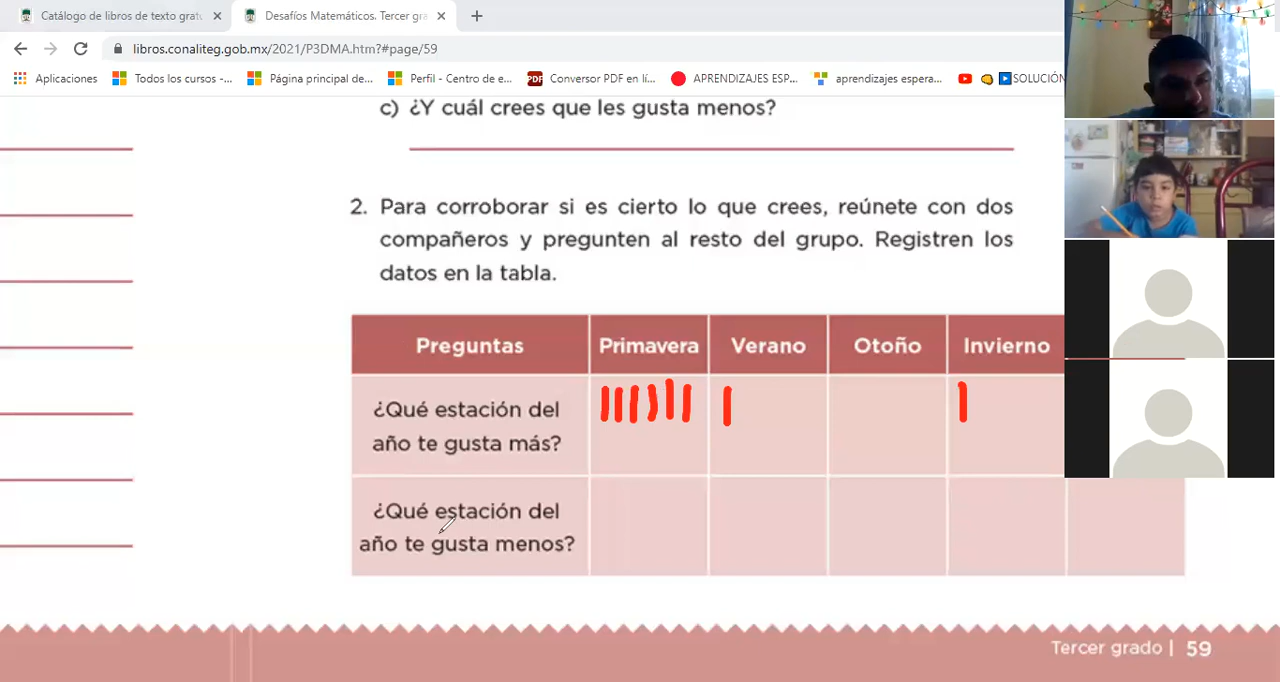 Catálogo de libros de texto gratu
Desafíos Matemáticos. Tercer gra
libros.conaliteg.gob.mx/2021/P3DMA.htm?#page/59
Aplicaciones
Todos los cursos -...
Página principal de...
Perfil - Centro de e...
PDF
Conversor PDF en lí...
APRENDIZAJES ESP...
aprendizajes espera...
SOLUCIÓN
c) ¿Y cuál crees que les gusta menos?
2. Para corroborar si es cierto lo que crees, reúnete con dos
compañeros y pregunten al resto del grupo. Registren los
datos en la tabla.
Preguntas Primavera Verano Otoño Invierno
¿Qué estación del
año te gusta más?
¿Qué estación del
año te gusta menos?
Tercer grado | 59